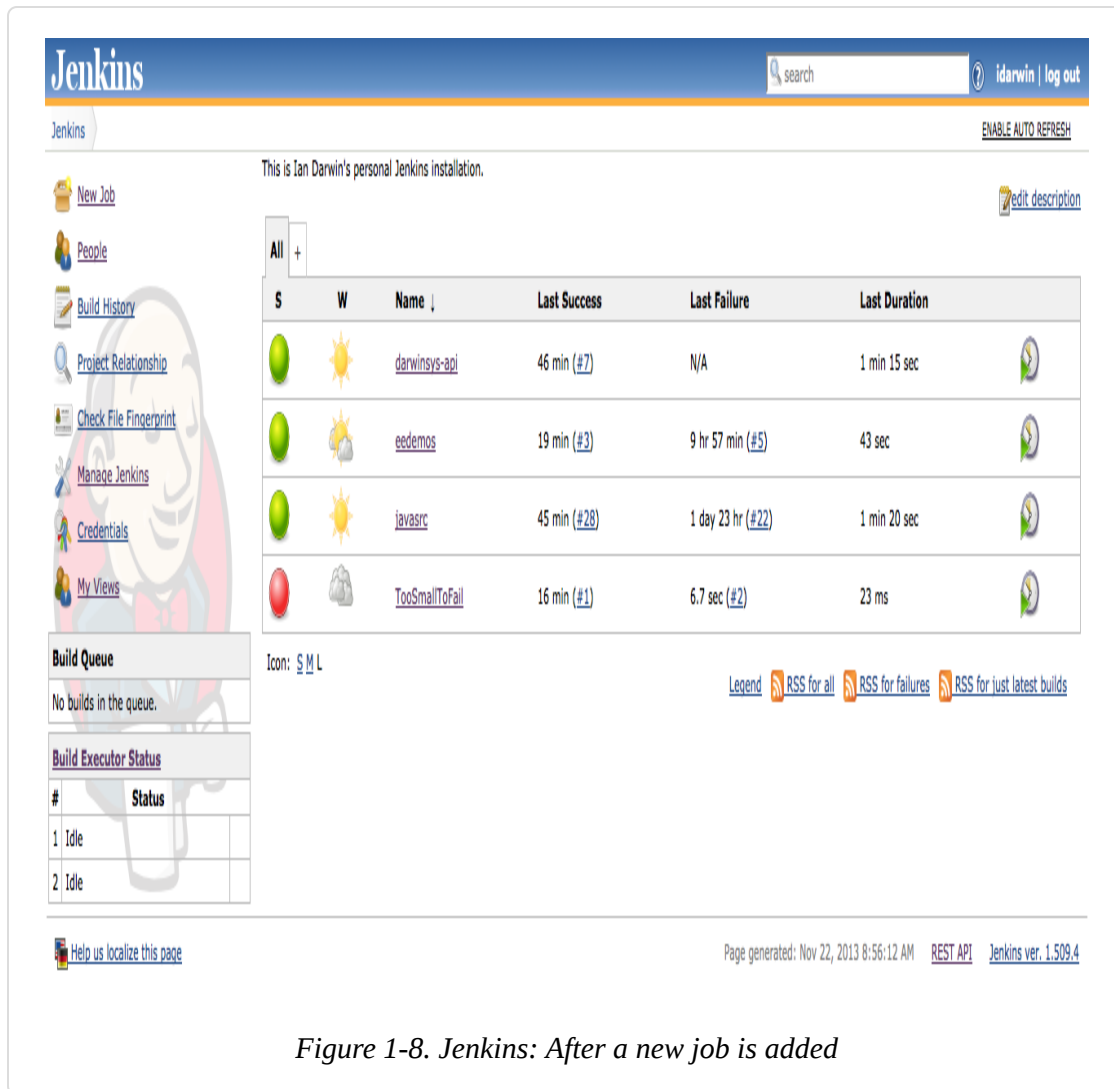 Jenkins
search
idarwin | log out
Jenkins
ENABLE AUTO REFRESH
This is Ian Darwin's personal Jenkins installation.
edit description
New Job
People
Build History
Project Relationship
Check File Fingerprint
Manage Jenkins
Credentials
My Views
All +
S W Name ↓ Last Success Last Failure Last Duration
darwinsys-api 46 min (#7) N/A 1 min 15 sec
eedemos 19 min (#3) 9 hr 57 min (#5) 43 sec
javasrc 45 min (#28) 1 day 23 hr (#22) 1 min 20 sec
TooSmallToFail 16 min (#1) 6.7 sec (#2) 23 ms
Icon: S M L
Legend RSS for all RSS for failures RSS for just latest builds
Build Queue
No builds in the queue.
Build Executor Status
# Status
1 Idle
2 Idle
Help us localize this page
Page generated: Nov 22, 2013 8:56:12 AM REST API Jenkins ver. 1.509.4
Figure 1-8. Jenkins: After a new job is added